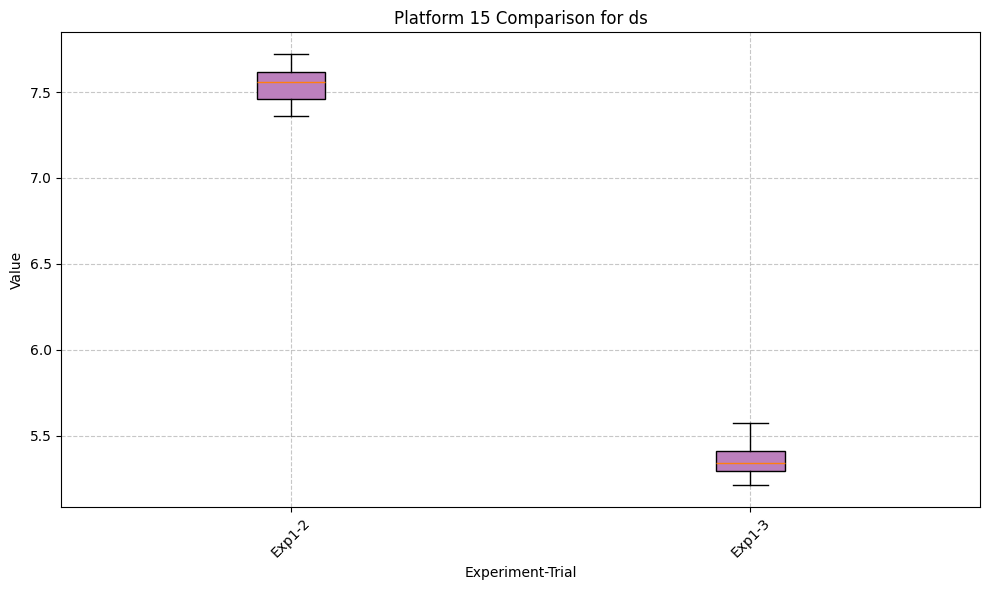 Platform 15 Comparison for ds
Value
7.5
7.0
6.5
6.0
5.5
Exp1-2
Exp1-3
Experiment-Trial